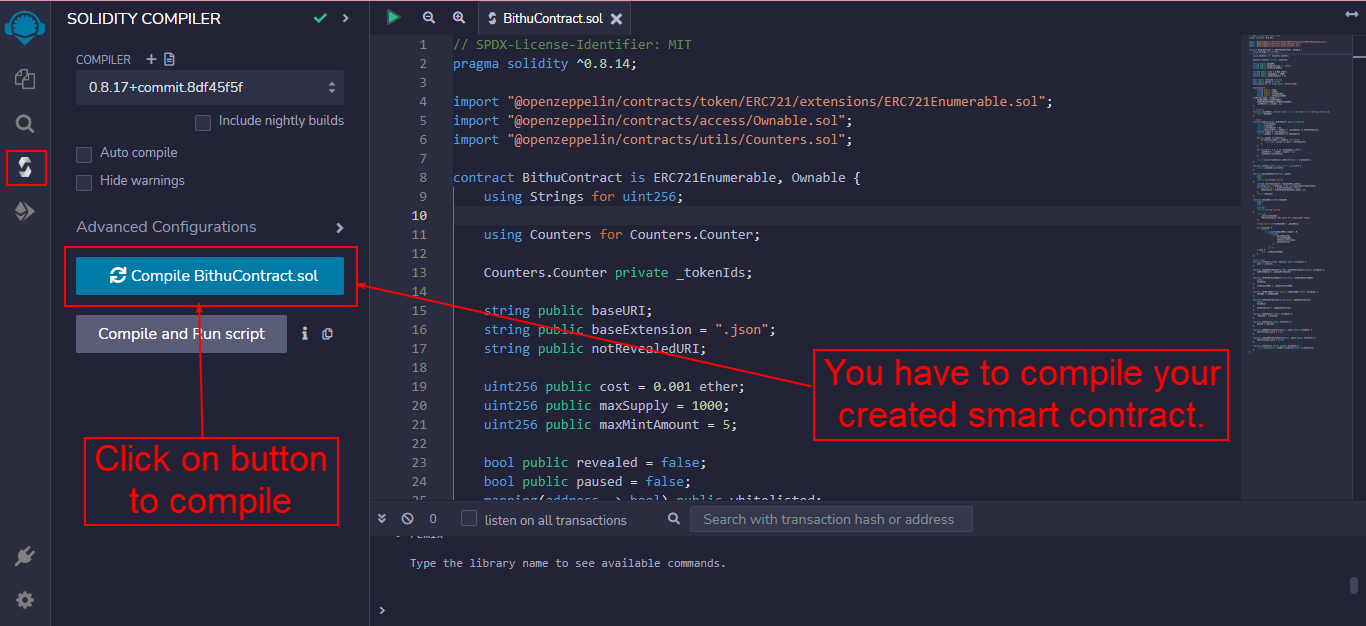 SOLIDITY COMPILER
COMPILER
0.8.17+commit.8df45f5f
Include nightly builds
Auto compile
Hide warnings
Advanced Configurations
Compile BithuContract.sol
Compile and Run script
Click on button
to compile
BithuContract.sol
1 // SPDX-License-Identifier: MIT
2 pragma solidity ^0.8.14;
3
4 import "@openzeppelin/contracts/token/ERC721/extensions/ERC721Enumerable.sol";
5 import "@openzeppelin/contracts/access/Ownable.sol";
6 import "@openzeppelin/contracts/utils/Counters.sol";
7
8 contract BithuContract is ERC721Enumerable, Ownable {
9 using Strings for uint256;
10
11 using Counters for Counters.Counter;
12
13 Counters.Counter private _tokenIds;
14
15 string public baseURI;
16 string public baseExtension = ".json";
17 string public notRevealedURI;
18
19 uint256 public cost = 0.001 ether;
20 uint256 public maxSupply = 1000;
21 uint256 public maxMintAmount = 5;
22
23 bool public revealed = false;
24 bool public paused = false;
25 mapping(address => bool) public whitelisted;
You have to compile your
created smart contract.
0
listen on all transactions
Search with transaction hash or address
remix
Type the library name to see available commands.
>